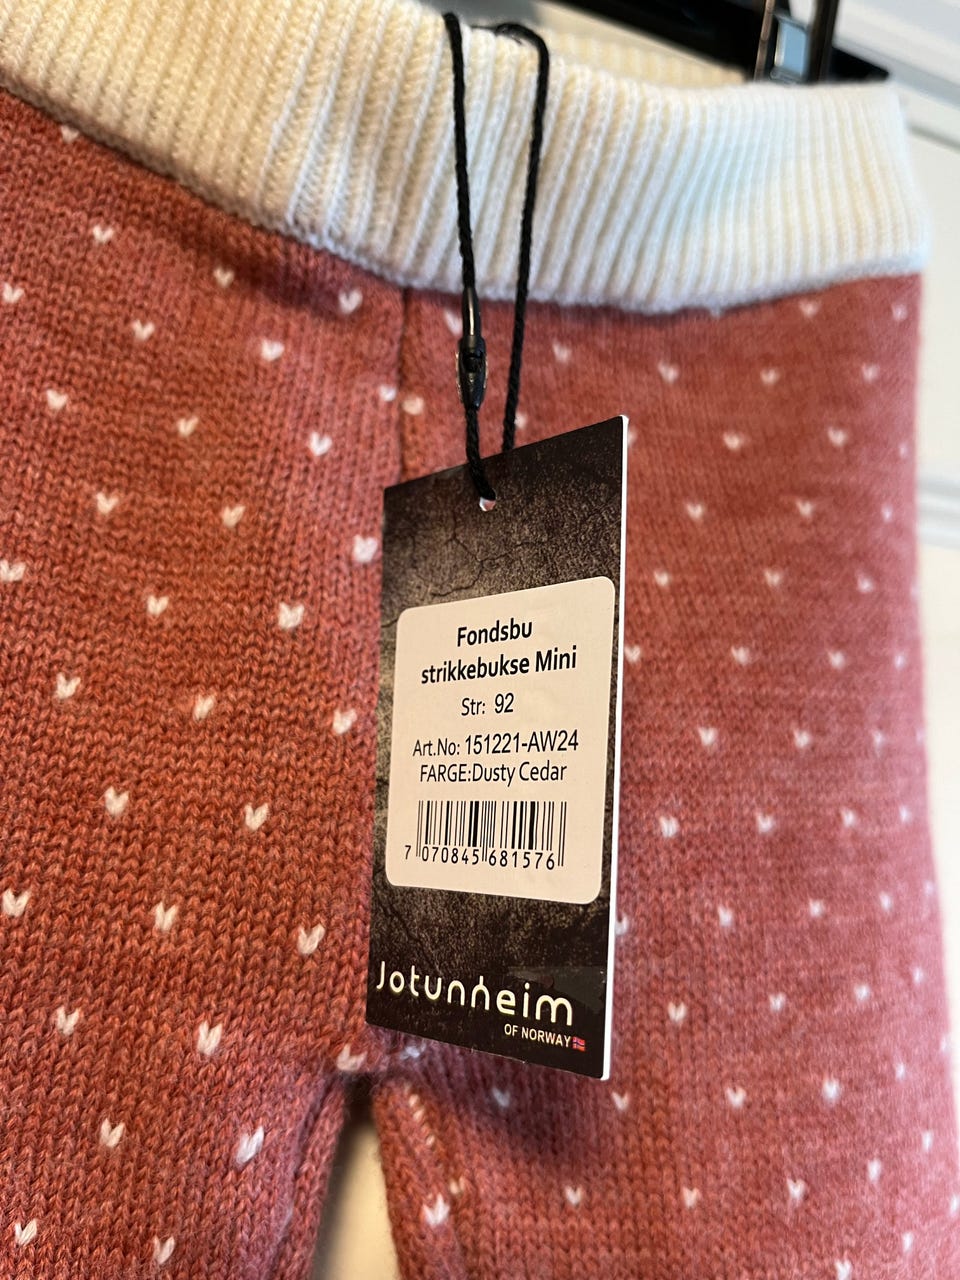 Fondsbu
strikkebukse Mini
Str: 92
Art.No: 151221-AW24
FARGE:Dusty Cedar
7 070845 681576
Jotunheim
OF NORWAY